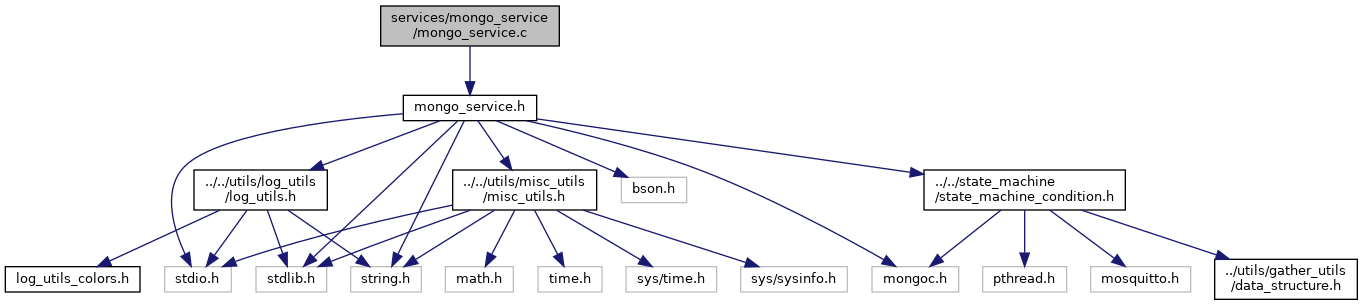 services/mongo_service
/mongo_service.c
mongo_service.h
../../utils/log_utils
/log_utils.h
../../utils/misc_utils
/misc_utils.h
bson.h
../../state_machine
/state_machine_condition.h
log_utils_colors.h
stdio.h
stdlib.h
string.h
math.h
time.h
sys/time.h
sys/sysinfo.h
mongoc.h
pthread.h
mosquitto.h
../utils/gather_utils
/data_structure.h